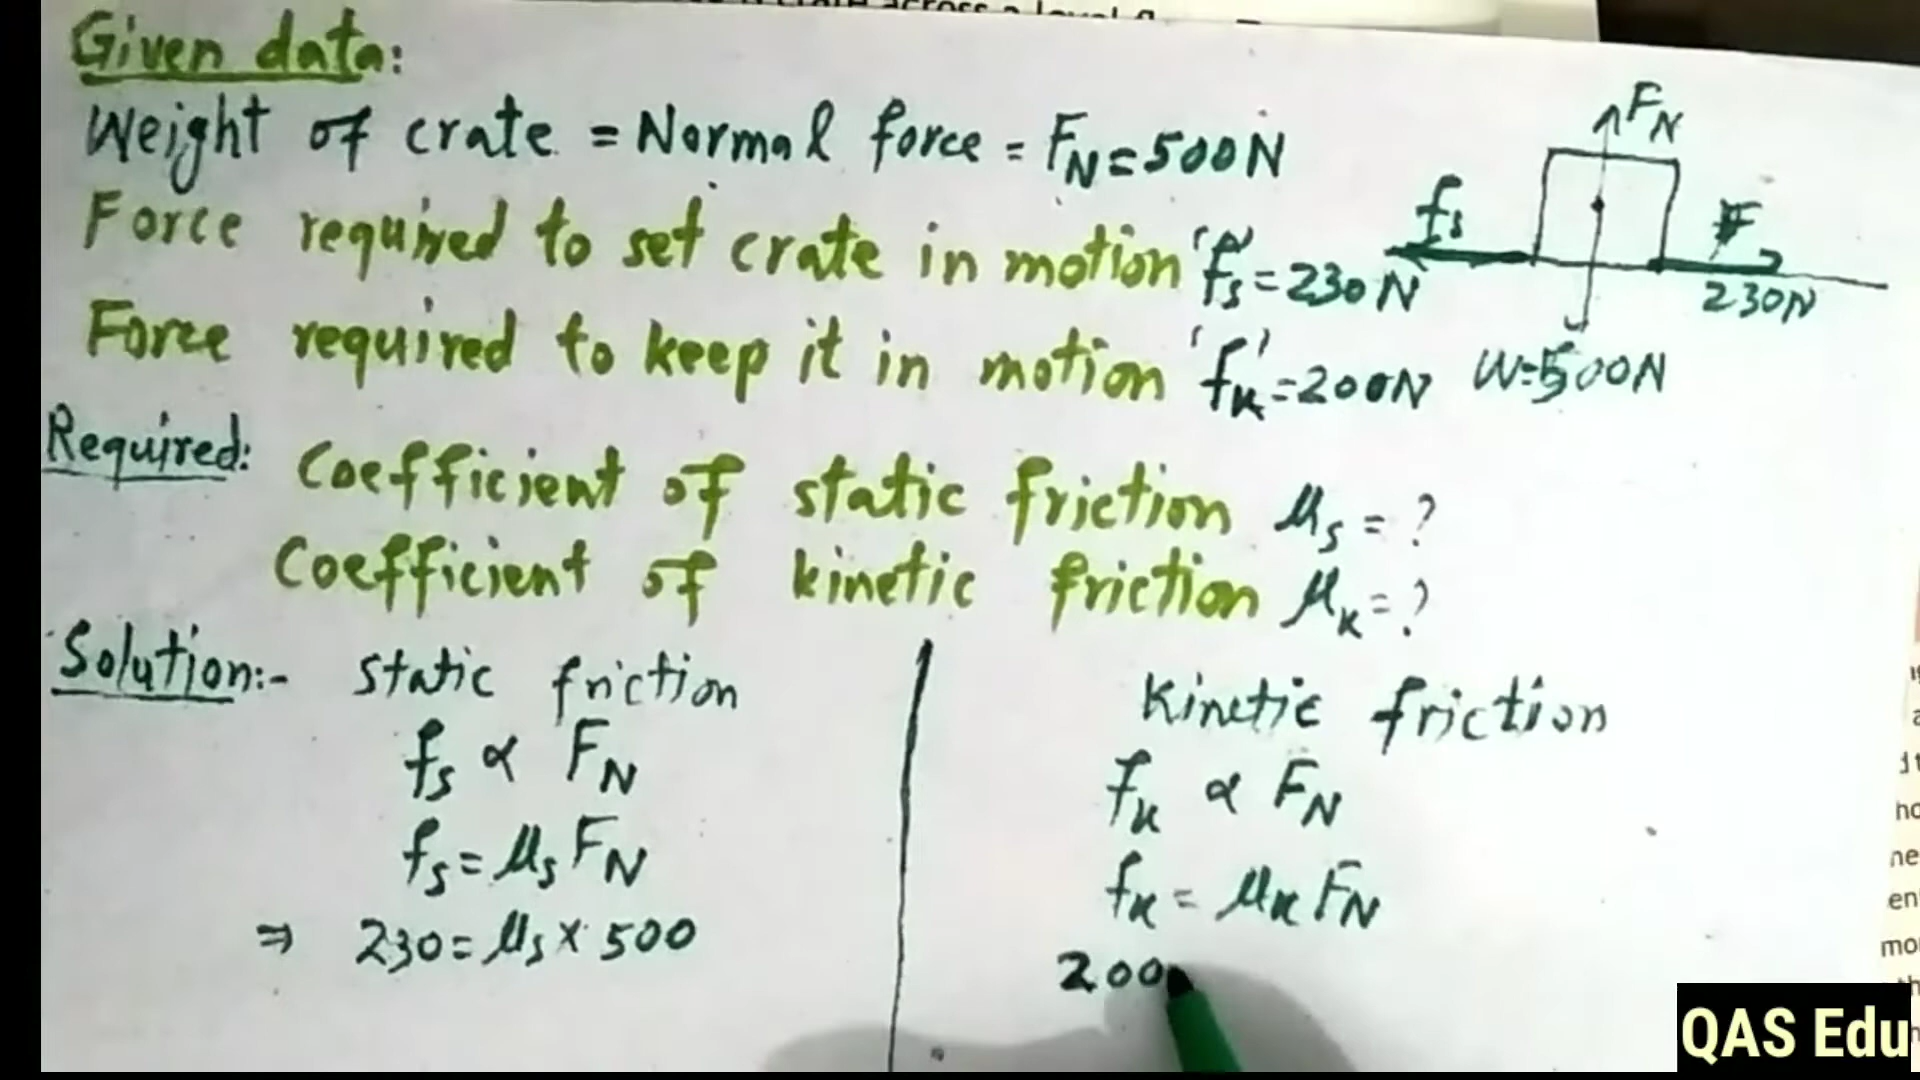 across a level
Given data:
Weight of crate = Normal force = FN = 500N
Force required to set crate in motion 'fs' = 230N
Force required to keep it in motion 'fk' = 200N
FN
fs
F
230N
W=500N
Required: Coefficient of static friction μs = ?
Coefficient of kinetic friction μk = ?
Solution:- static friction
fs ∝ FN
fs = μs FN
⇒ 230 = μs × 500
Kinetic friction
fk ∝ FN
fk = μk FN
200
QAS Edu